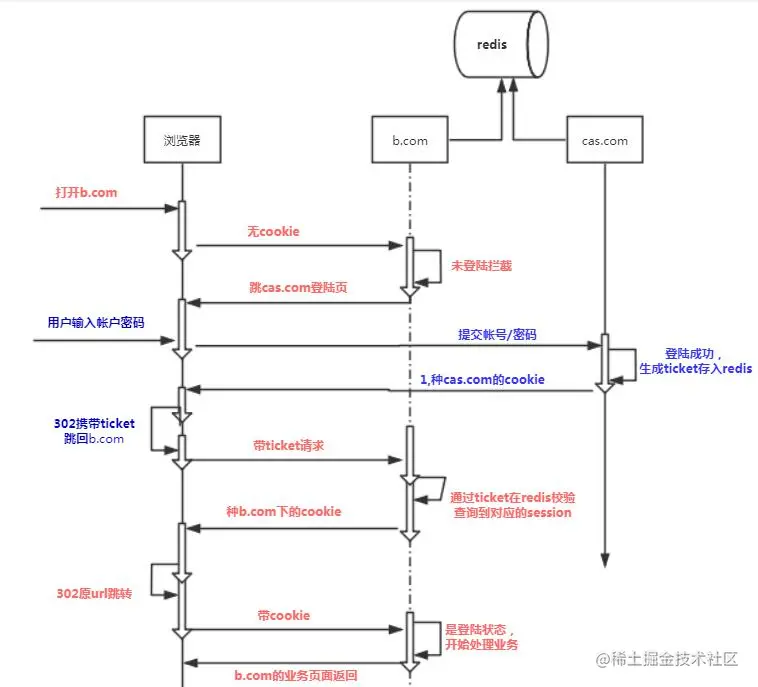 redis
浏览器
b.com
cas.com
打开b.com
无cookie
未登陆拦截
跳cas.com登陆页
用户输入帐户密码
提交帐号/密码
登陆成功，
生成ticket存入redis
1,种cas.com的cookie
302携带ticket
跳回b.com
带ticket请求
通过ticket在redis校验
查询到对应的session
种b.com下的cookie
302原url跳转
带cookie
是登陆状态，
开始处理业务
b.com的业务页面返回
@稀土掘金技术社区